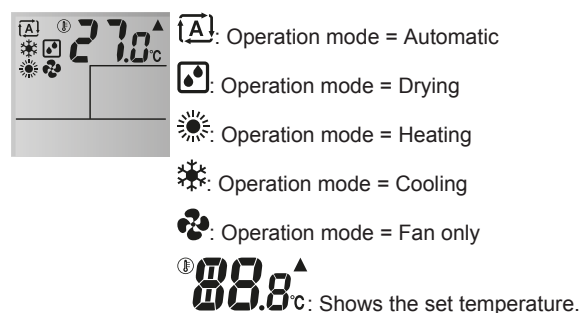 A 27.0°C
A: Operation mode = Automatic
: Operation mode = Drying
: Operation mode = Heating
: Operation mode = Cooling
: Operation mode = Fan only
88.8°C: Shows the set temperature.